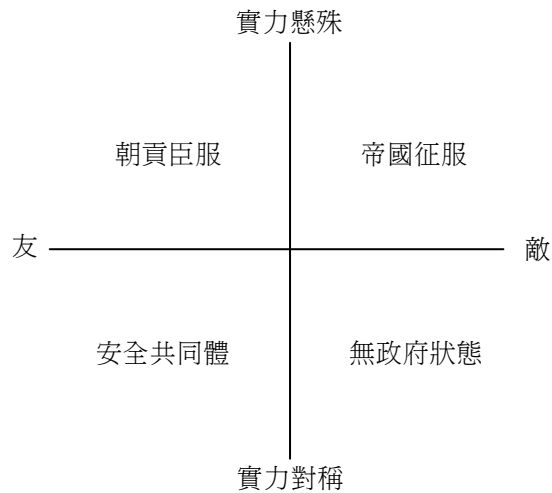 實力懸殊
朝貢臣服
帝國征服
友
敵
安全共同體
無政府狀態
實力對稱